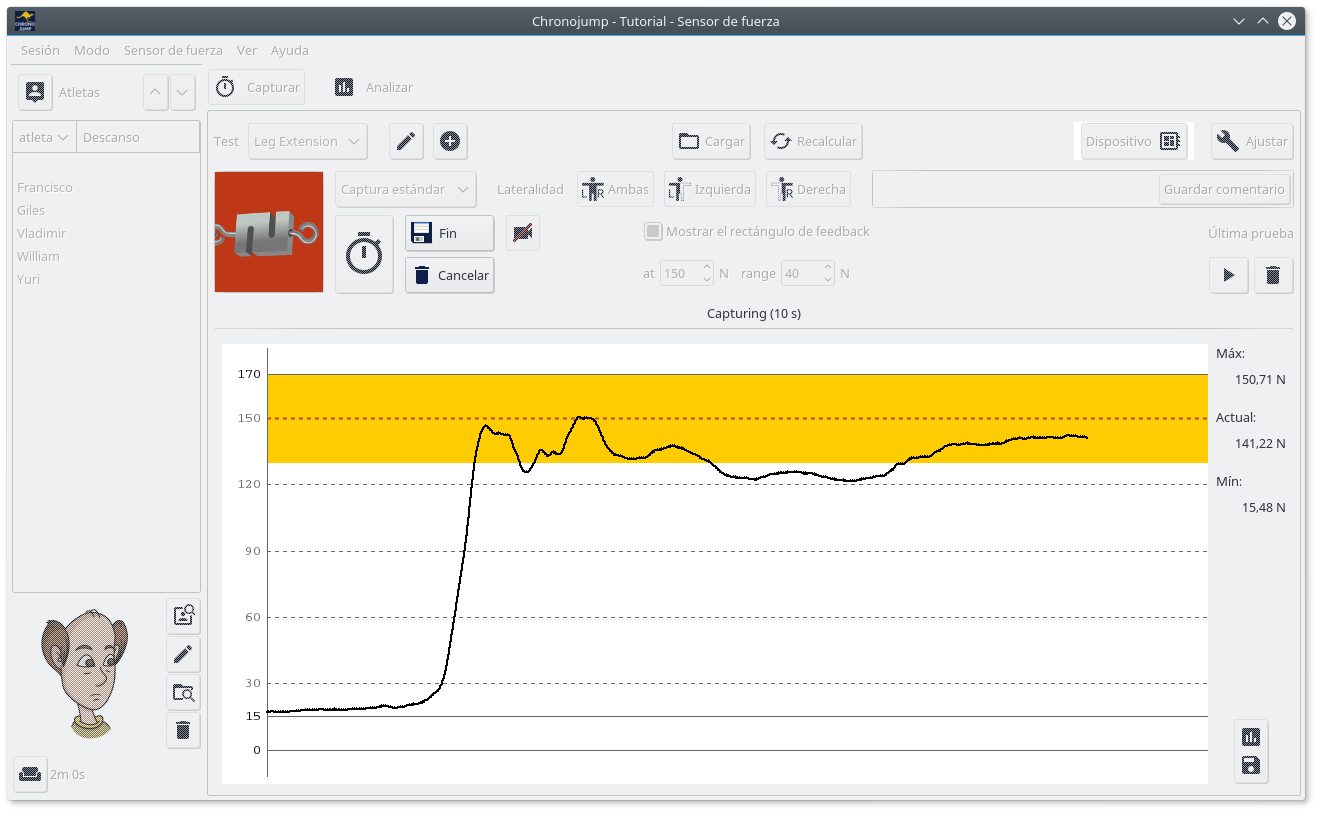 Chronojump - Tutorial - Sensor de fuerza
CHRONO
JUMP
Sesión Modo Sensor de fuerza Ver Ayuda
Atletas
Capturar Analizar
atleta Descanso
Francisco
Giles
Vladimir
William
Yuri
2m 0s
Test Leg Extension Cargar Recalcular Dispositivo Ajustar
Captura estándar Lateralidad L R Ambas L Izquierda R Derecha Guardar comentario
Fin Mostrar el rectángulo de feedback Última prueba
Cancelar at 150 N range 40 N
Capturing (10 s)
170
150
120
90
60
30
15
0
Máx:
150,71 N
Actual:
141,22 N
Mín:
15,48 N